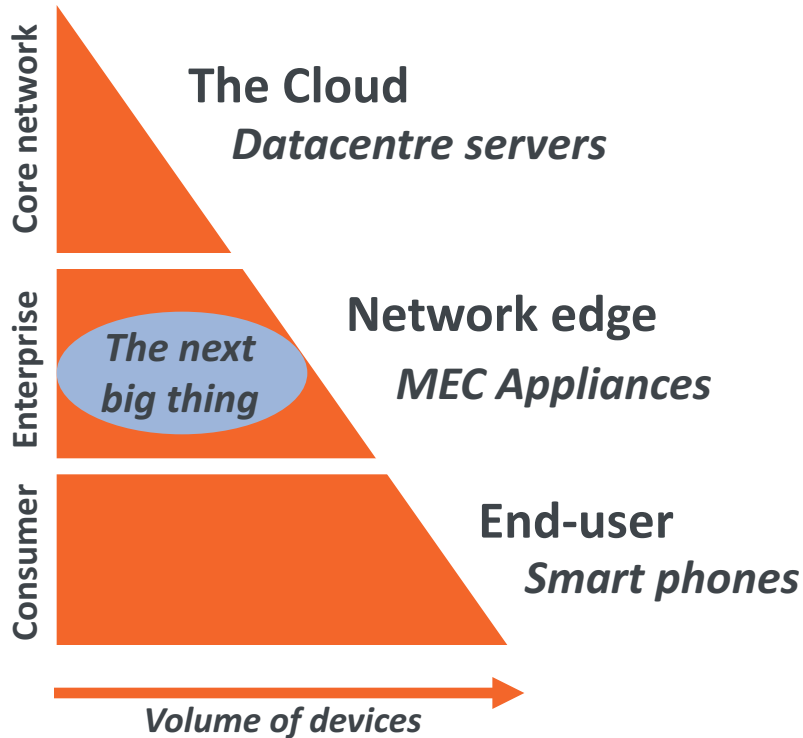 Core network
The Cloud
Datacentre servers
Enterprise
The next
big thing
Network edge
MEC Appliances
Consumer
End-user
Smart phones
Volume of devices